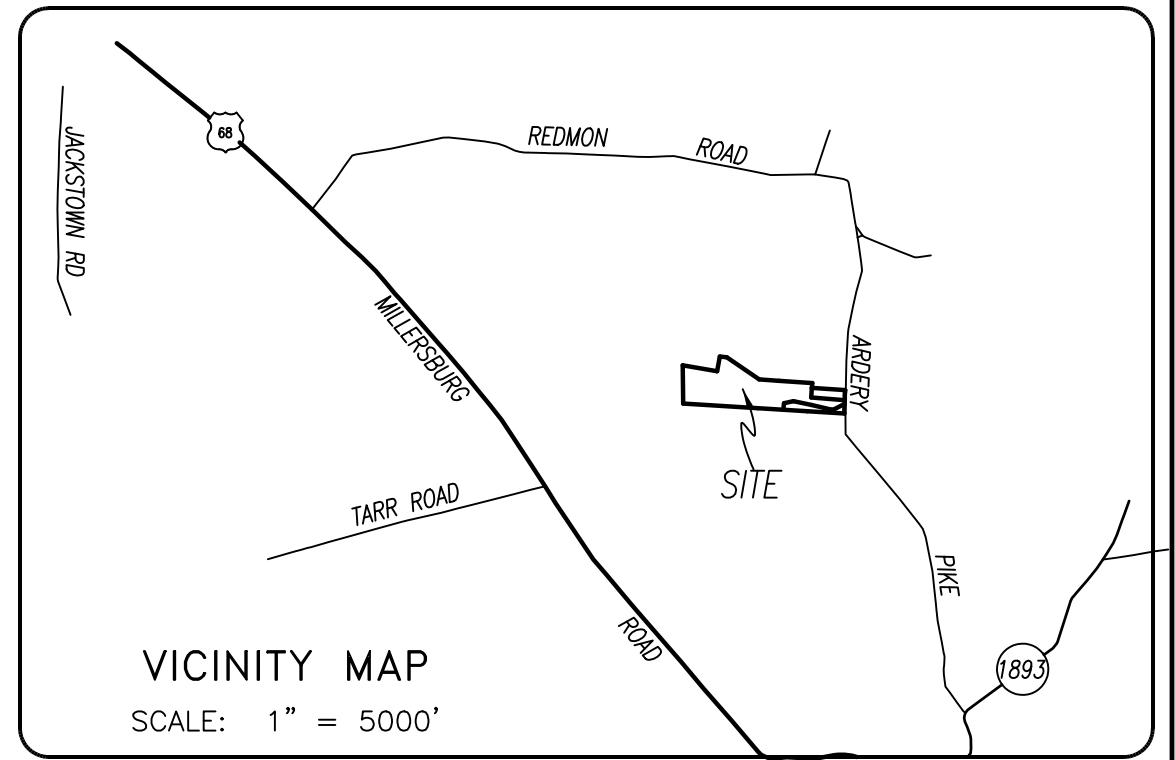 68
JACKSTOWN RD
REDMON ROAD
MILLERSBURG ROAD
ARDERY PIKE
SITE
TARR ROAD
1893
VICINITY MAP
SCALE: 1" = 5000'